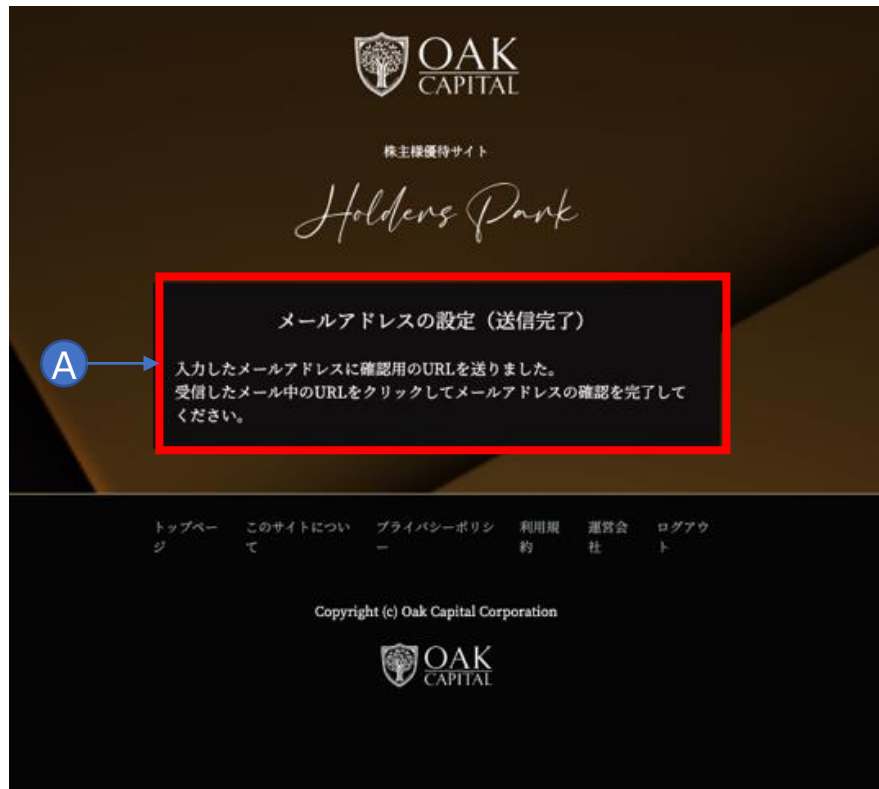 OAK
CAPITAL
株主様優待サイト
Holders Park
メールアドレスの設定（送信完了）
A
入力したメールアドレスに確認用のURLを送りました。
受信したメール中のURLをクリックしてメールアドレスの確認を完了して
ください。
トップペー このサイトについ プライバシーポリシ 利用規 運営会 ログアウ
ジ て ー 約 社 ト
Copyright (c) Oak Capital Corporation
OAK
CAPITAL